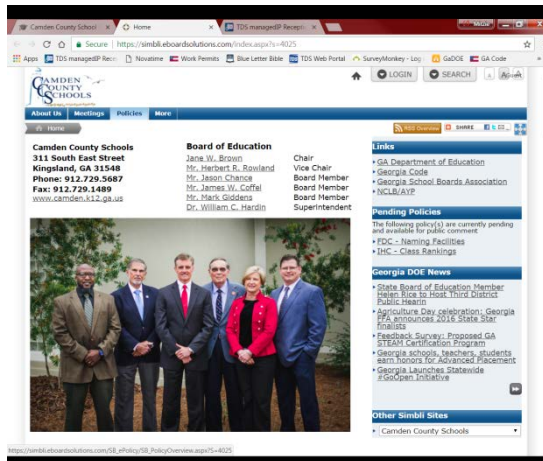 Camden County School
Home
TDS managedIP Recepti
Secure | https://simbli.eboardsolutions.com/index.aspx?s=4025
Apps
TDS managedIP Rece
Novatime
Work Permits
Blue Letter Bible
TDS Web Portal
SurveyMonkey - Log
GaDOE
GA Code
CAMDEN
COUNTY
SCHOOLS
LOGIN
SEARCH
About Us Meetings Policies More
Home
RSS Overview
SHARE
Camden County Schools
311 South East Street
Kingsland, GA 31548
Phone: 912.729.5687
Fax: 912.729.1489
www.camden.k12.ga.us
Board of Education
Jane W. Brown Chair
Mr. Herbert R. Rowland Vice Chair
Mr. Jason Chance Board Member
Mr. James W. Coffel Board Member
Mr. Mark Giddens Board Member
Dr. William C. Hardin Superintendent
Links
GA Department of Education
Georgia Code
Georgia School Boards Association
NCLB/AYP
Pending Policies
The following policy(s) are currently pending
and available for public comment
FDC - Naming Facilities
IHC - Class Rankings
Georgia DOE News
State Board of Education Member
Helen Rice to Host Third District
Public Hearin
Agriculture Day celebration: Georgia
FFA announces 2016 State Star
finalists
Feedback Survey: Proposed GA
STEAM Certification Program
Georgia schools, teachers, students
earn honors for Advanced Placement
Georgia Launches Statewide
#GoOpen Initiative
Other Simbli Sites
Camden County Schools
https://simbli.eboardsolutions.com/SB_ePolicy/SB_PolicyOverview.aspx?S=4025